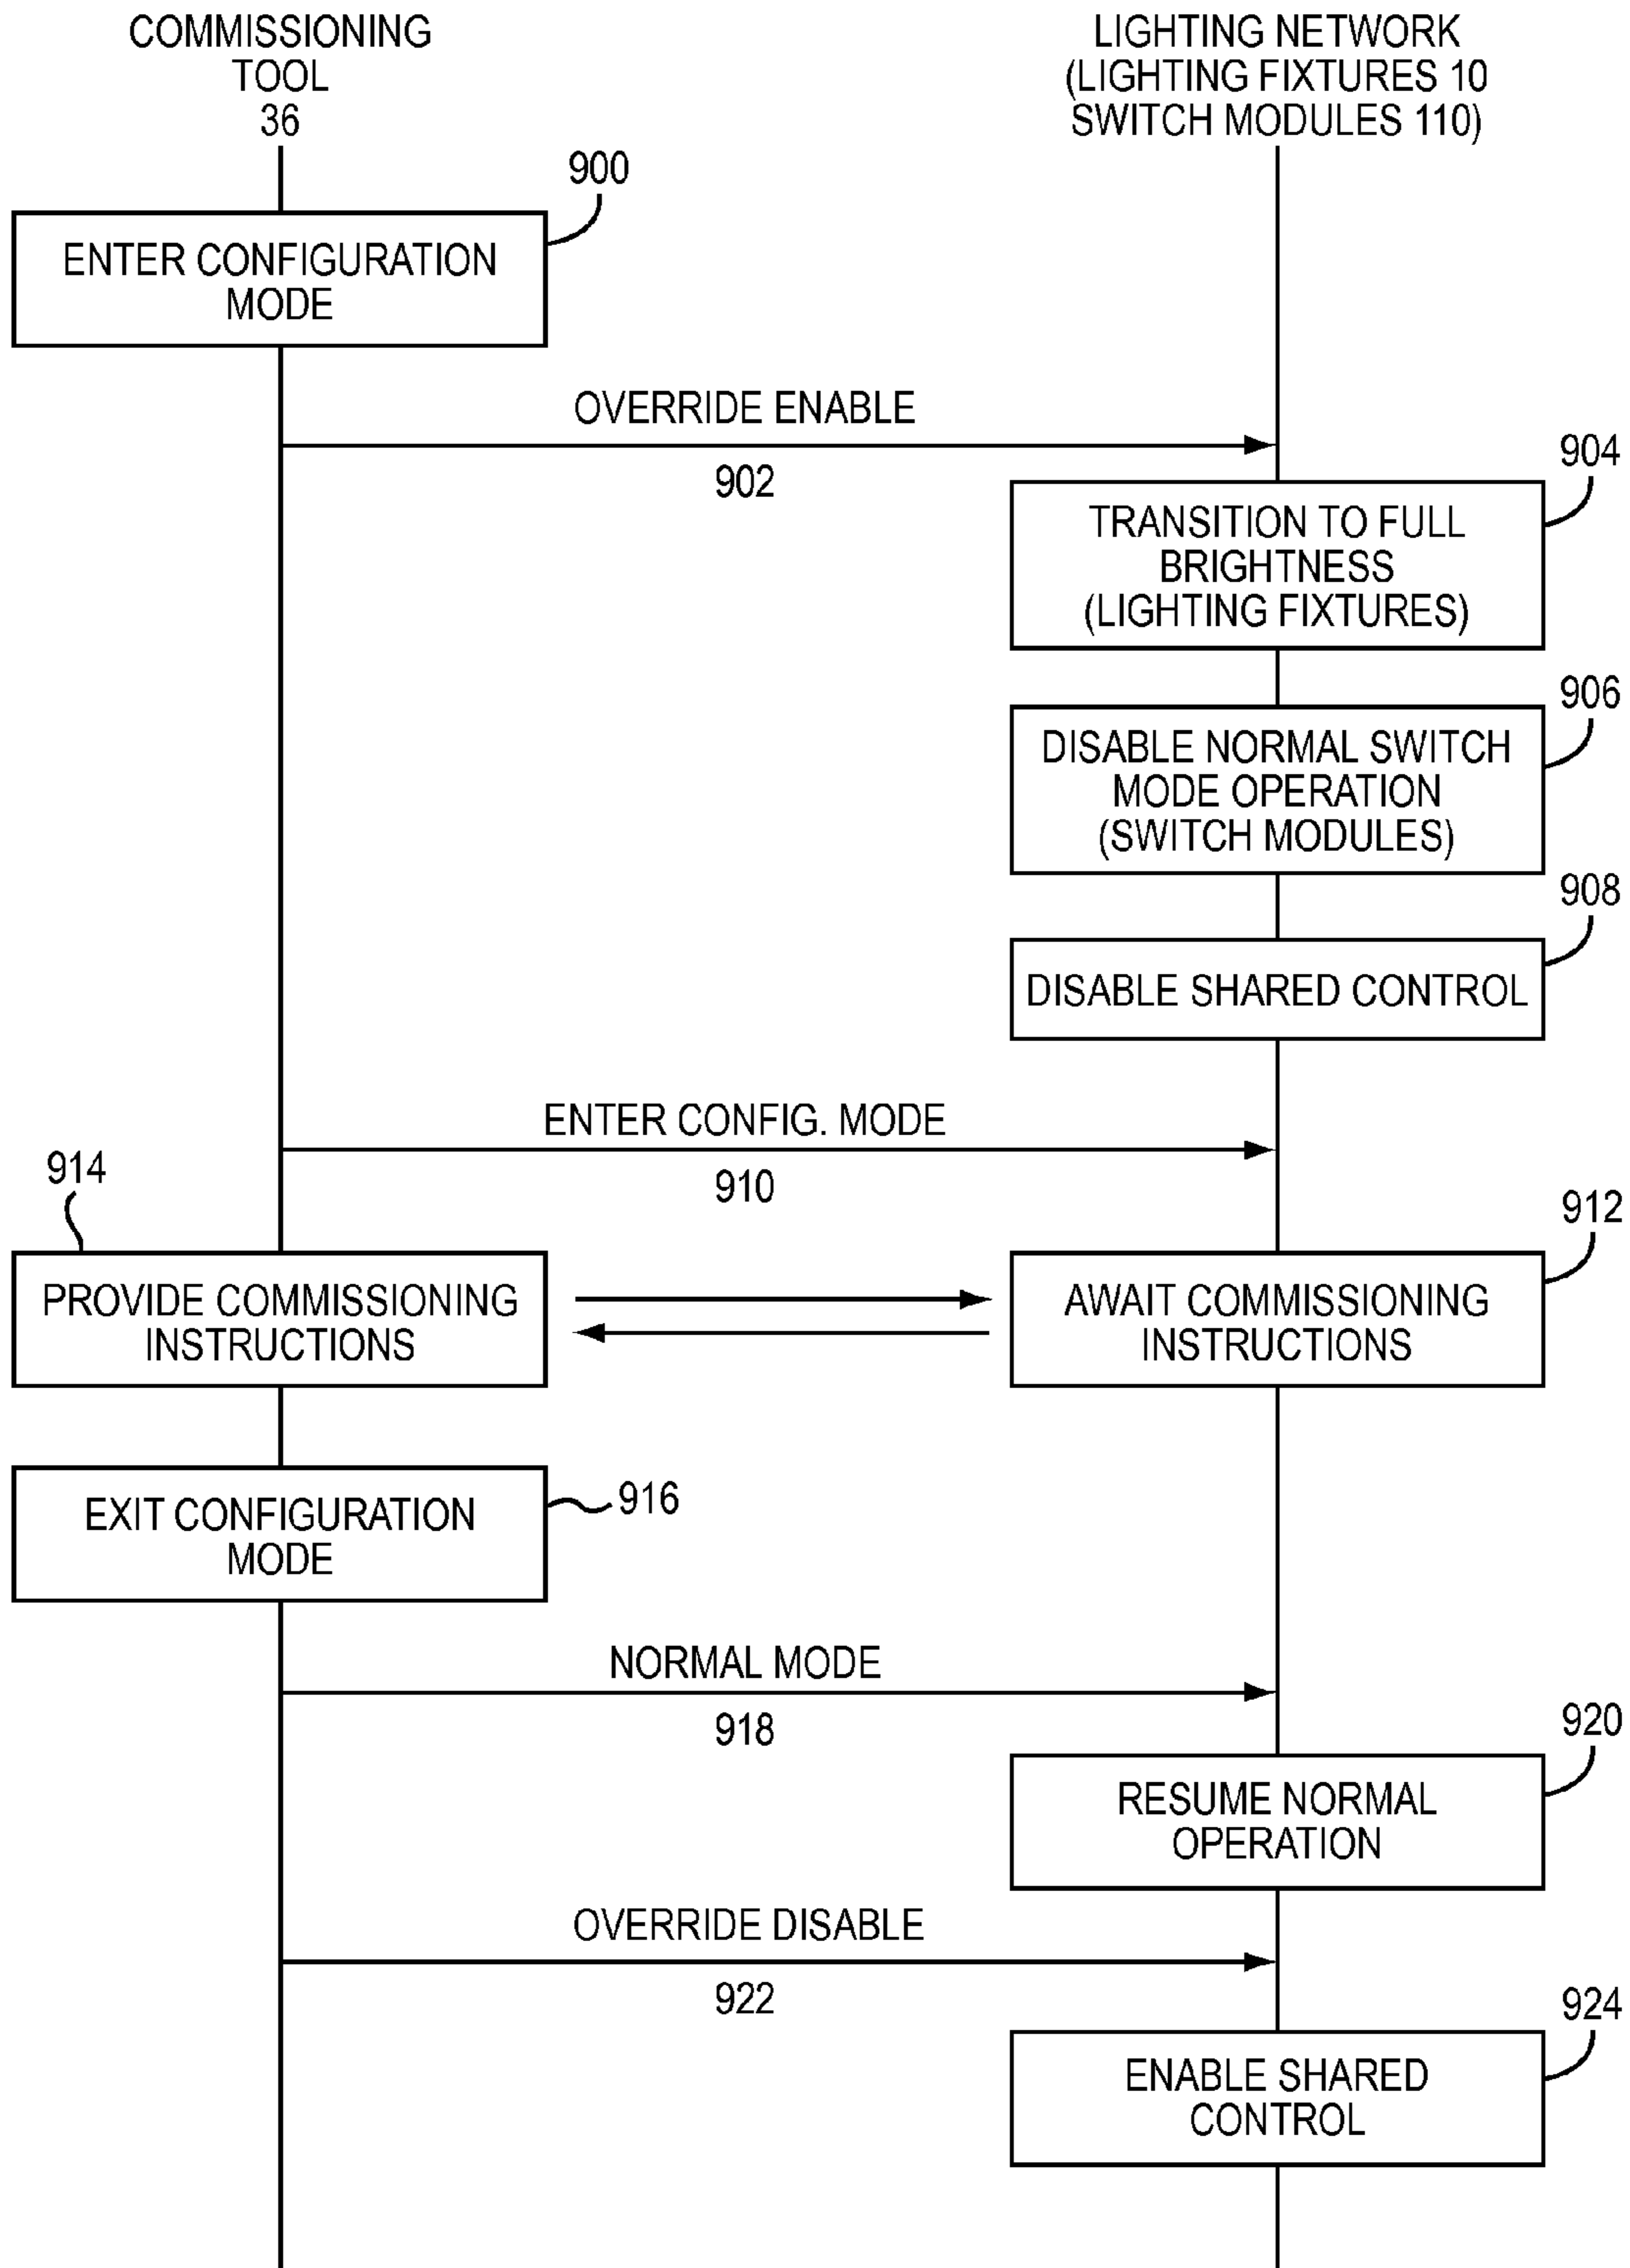 COMMISSIONING
TOOL
36
LIGHTING NETWORK
(LIGHTING FIXTURES 10
SWITCH MODULES 110)
900
ENTER CONFIGURATION
MODE
OVERRIDE ENABLE
902
904
TRANSITION TO FULL
BRIGHTNESS
(LIGHTING FIXTURES)
906
DISABLE NORMAL SWITCH
MODE OPERATION
(SWITCH MODULES)
908
DISABLE SHARED CONTROL
ENTER CONFIG. MODE
910
914
912
PROVIDE COMMISSIONING
INSTRUCTIONS
AWAIT COMMISSIONING
INSTRUCTIONS
916
EXIT CONFIGURATION
MODE
NORMAL MODE
918
920
RESUME NORMAL
OPERATION
OVERRIDE DISABLE
922
924
ENABLE SHARED
CONTROL